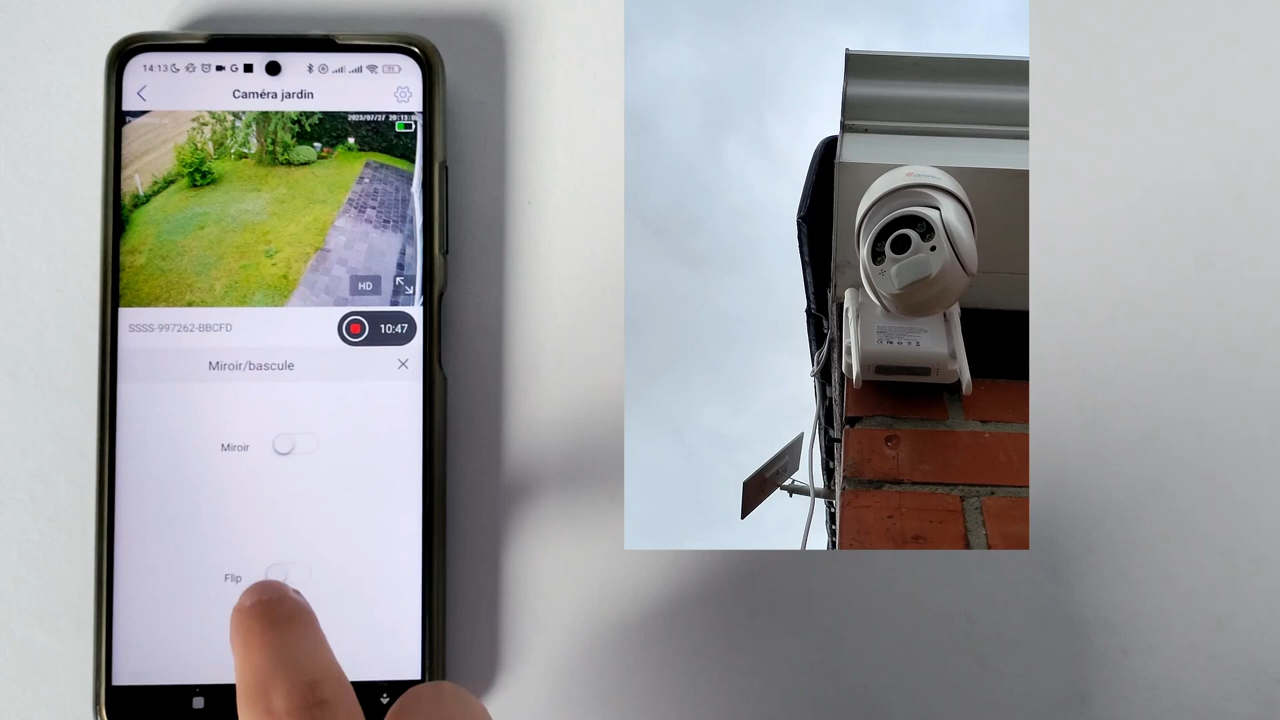 14:13
Caméra jardin
HD
SSSS-997262-BBCFD
10:47
Miroir/bascule
Miroir
Flip